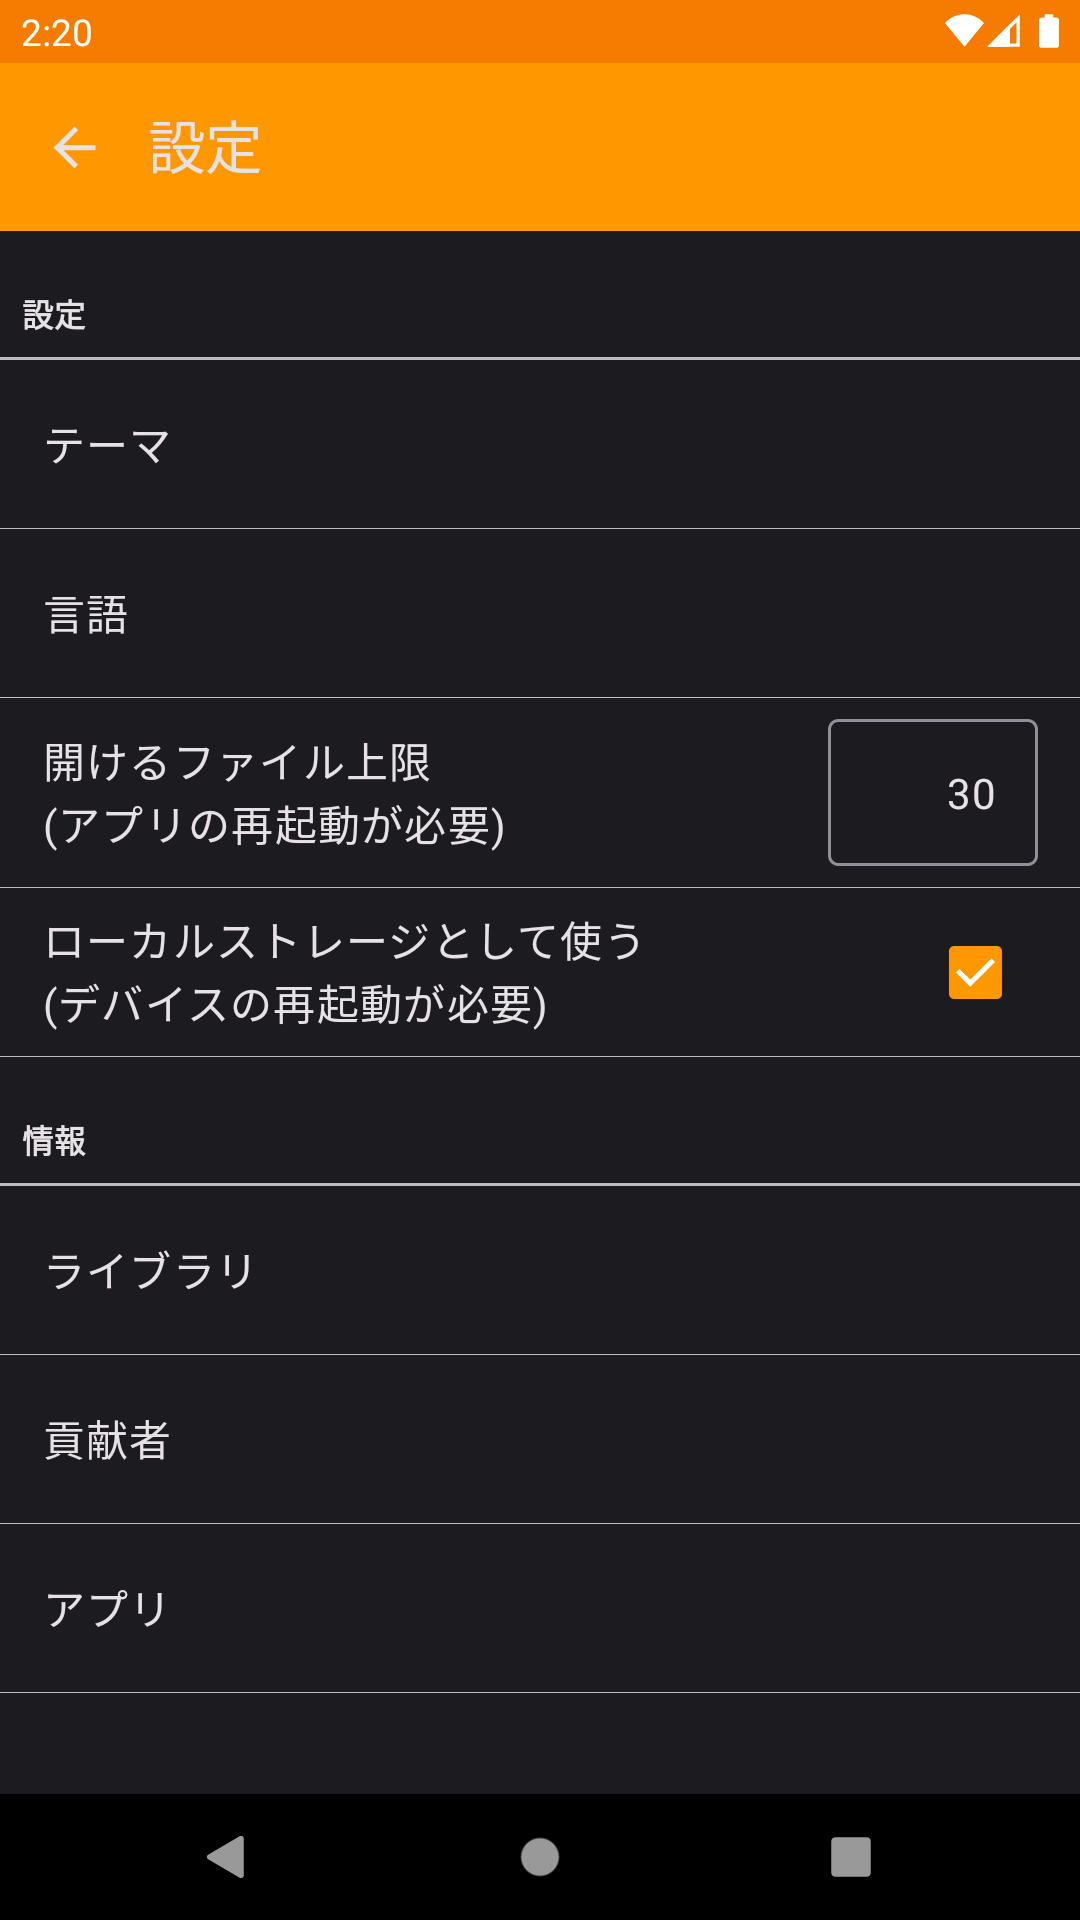 2:20
設定
設定
テーマ
言語
開けるファイル上限
(アプリの再起動が必要)
30
ローカルストレージとして使う
(デバイスの再起動が必要)
情報
ライブラリ
貢献者
アプリ